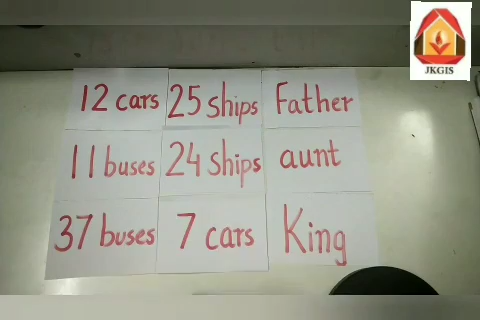 12 cars 25 ships Father
11 buses 24 ships aunt
37 buses 7 cars King
JKGIS